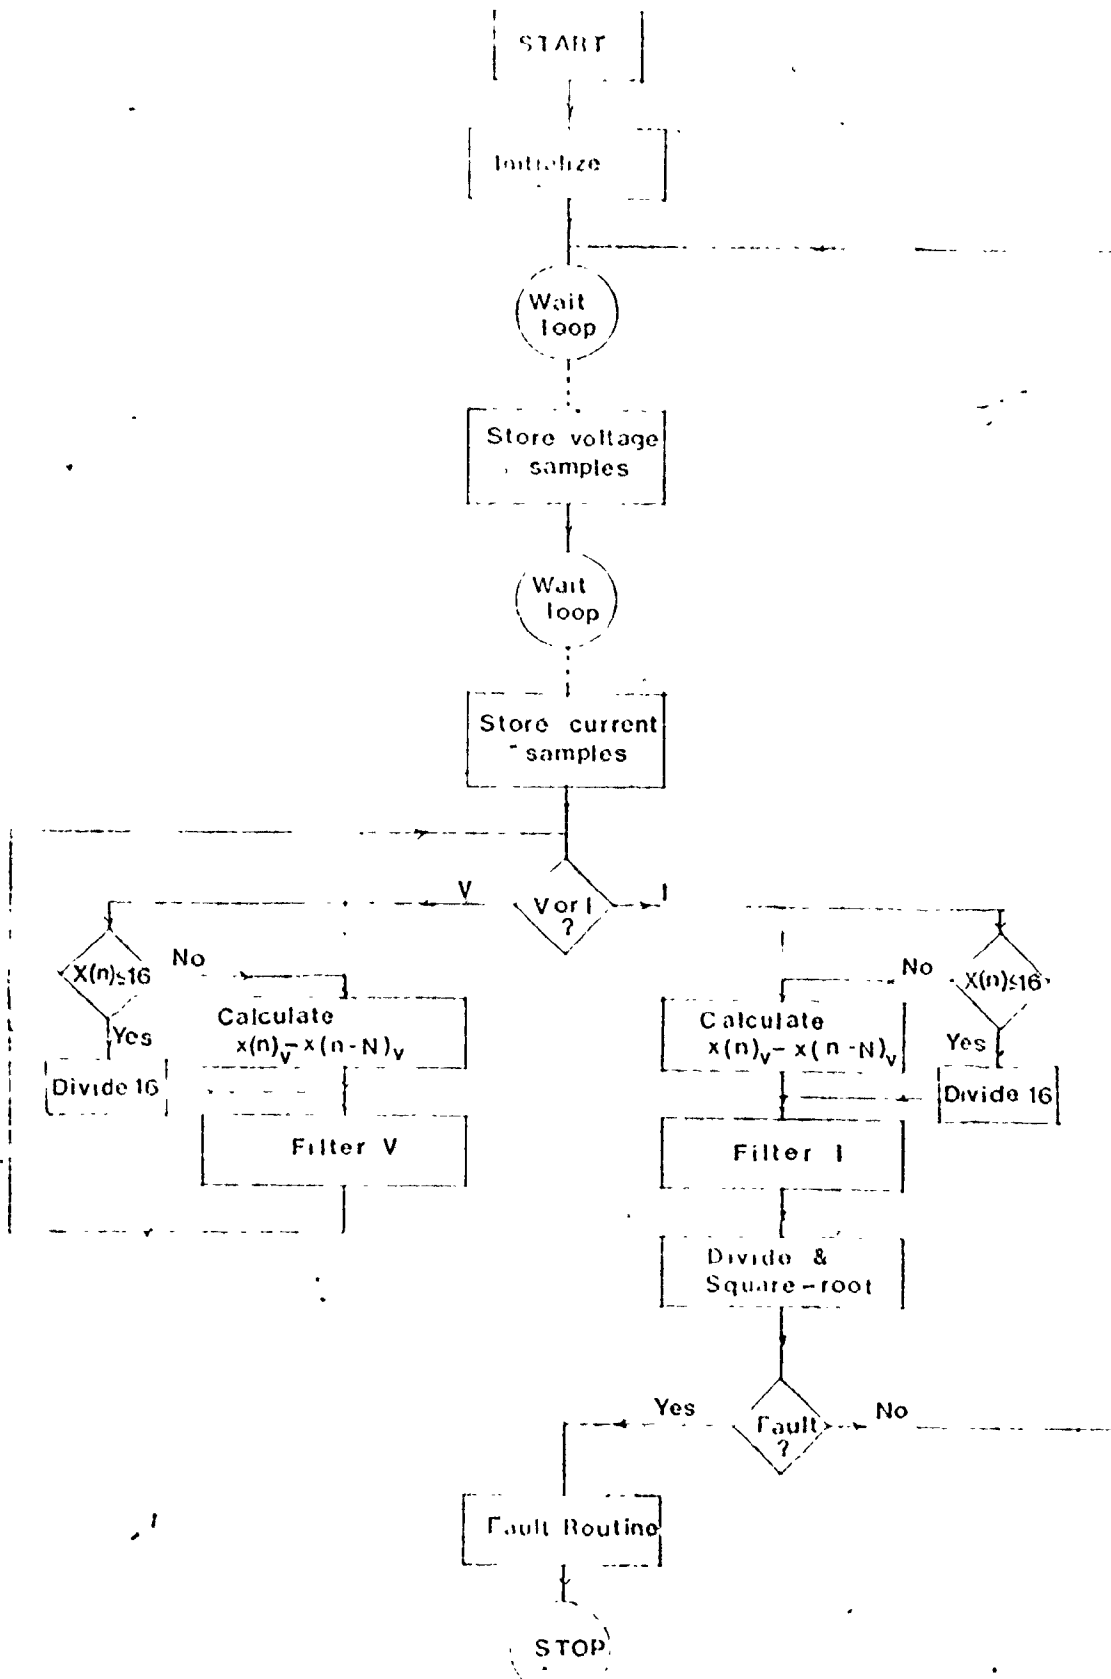 START
Initialize
Wait
loop
Store voltage
samples
Wait
loop
Store current
samples
V
V or I
?
I
X(n)≤16
No
Yes
Divide 16
Calculate
x(n)v-x(n-N)v
Filter V
No
X(n)≤16
Yes
Divide 16
Calculate
x(n)v-x(n-N)v
Filter I
Divide &
Square-root
Yes
Fault
?
No
Fault Routine
STOP